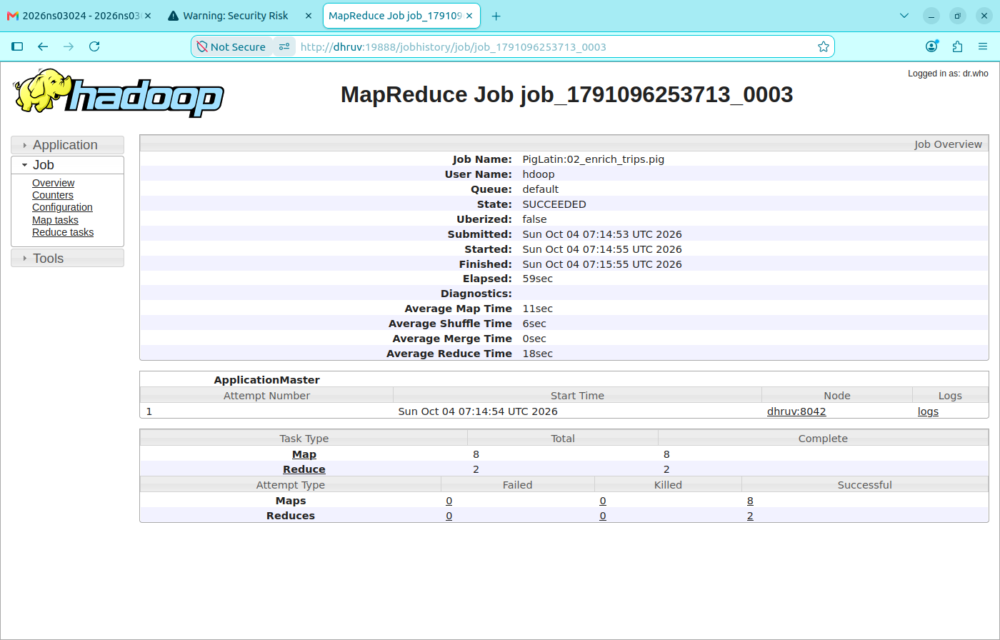 2026ns03024 - 2026ns03
Warning: Security Risk
MapReduce Job job_179109
Not Secure
http://dhruv:19888/jobhistory/job/job_1791096253713_0003
Logged in as: dr.who
hadoop
MapReduce Job job_1791096253713_0003
Application
Job
Overview
Counters
Configuration
Map tasks
Reduce tasks
Tools
Job Overview
Job Name: PigLatin:02_enrich_trips.pig
User Name: hdoop
Queue: default
State: SUCCEEDED
Uberized: false
Submitted: Sun Oct 04 07:14:53 UTC 2026
Started: Sun Oct 04 07:14:55 UTC 2026
Finished: Sun Oct 04 07:15:55 UTC 2026
Elapsed: 59sec
Diagnostics:
Average Map Time 11sec
Average Shuffle Time 6sec
Average Merge Time 0sec
Average Reduce Time 18sec
ApplicationMaster
Attempt Number Start Time Node Logs
1 Sun Oct 04 07:14:54 UTC 2026 dhruv:8042 logs
Task Type Total Complete
Map 8 8
Reduce 2 2
Attempt Type Failed Killed Successful
Maps 0 0 8
Reduces 0 0 2